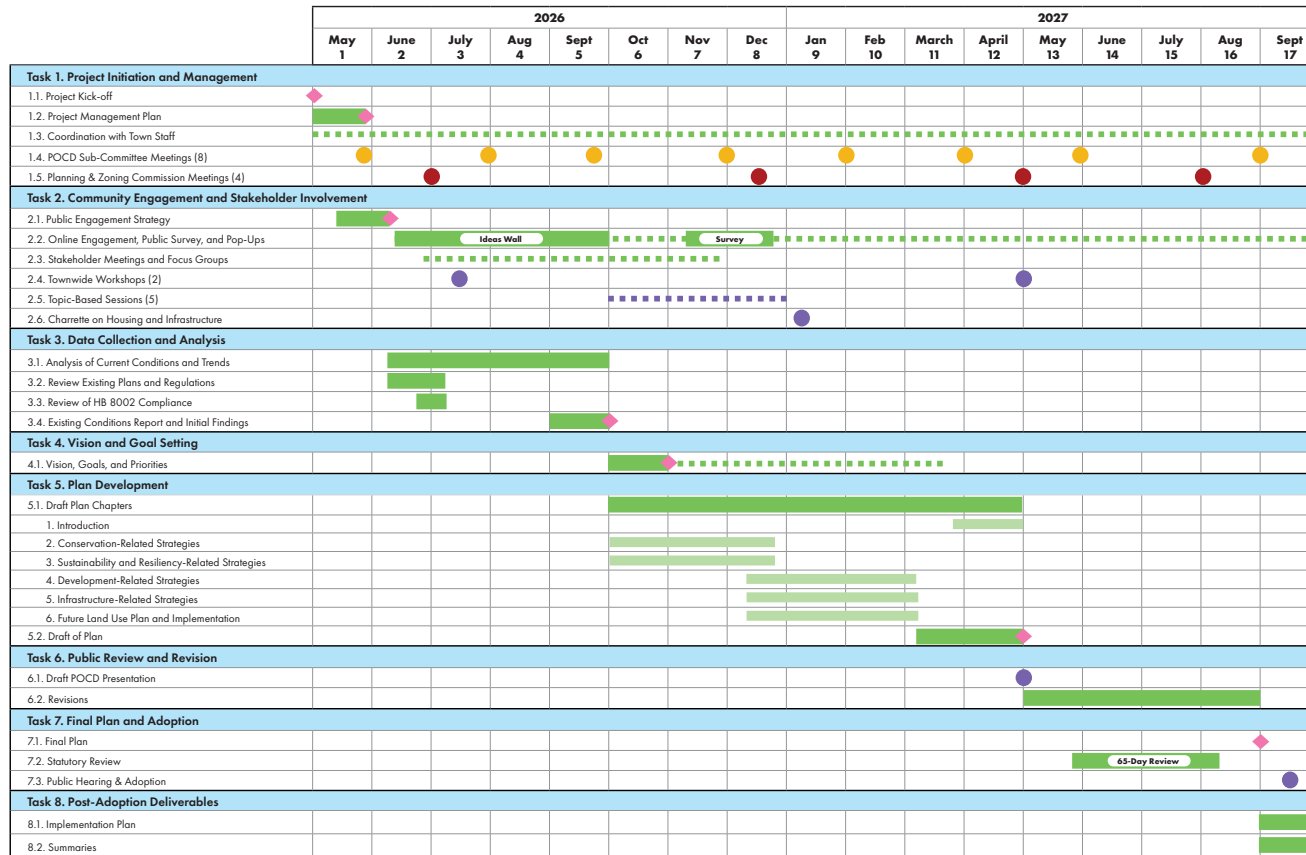 2026 2027
May June July Aug Sept Oct Nov Dec Jan Feb March April May June July Aug Sept
1 2 3 4 5 6 7 8 9 10 11 12 13 14 15 16 17
Task 1. Project Initiation and Management
1.1. Project Kick-off
1.2. Project Management Plan
1.3. Coordination with Town Staff
1.4. POCD Sub-Committee Meetings (8)
1.5. Planning & Zoning Commission Meetings (4)
Task 2. Community Engagement and Stakeholder Involvement
2.1. Public Engagement Strategy
2.2. Online Engagement, Public Survey, and Pop-Ups Ideas Wall Survey
2.3. Stakeholder Meetings and Focus Groups
2.4. Townwide Workshops (2)
2.5. Topic-Based Sessions (5)
2.6. Charrette on Housing and Infrastructure
Task 3. Data Collection and Analysis
3.1. Analysis of Current Conditions and Trends
3.2. Review Existing Plans and Regulations
3.3. Review of HB 8002 Compliance
3.4. Existing Conditions Report and Initial Findings
Task 4. Vision and Goal Setting
4.1. Vision, Goals, and Priorities
Task 5. Plan Development
5.1. Draft Plan Chapters
1. Introduction
2. Conservation-Related Strategies
3. Sustainability and Resiliency-Related Strategies
4. Development-Related Strategies
5. Infrastructure-Related Strategies
6. Future Land Use Plan and Implementation
5.2. Draft of Plan
Task 6. Public Review and Revision
6.1. Draft POCD Presentation
6.2. Revisions
Task 7. Final Plan and Adoption
7.1. Final Plan
7.2. Statutory Review 65-Day Review
7.3. Public Hearing & Adoption
Task 8. Post-Adoption Deliverables
8.1. Implementation Plan
8.2. Summaries